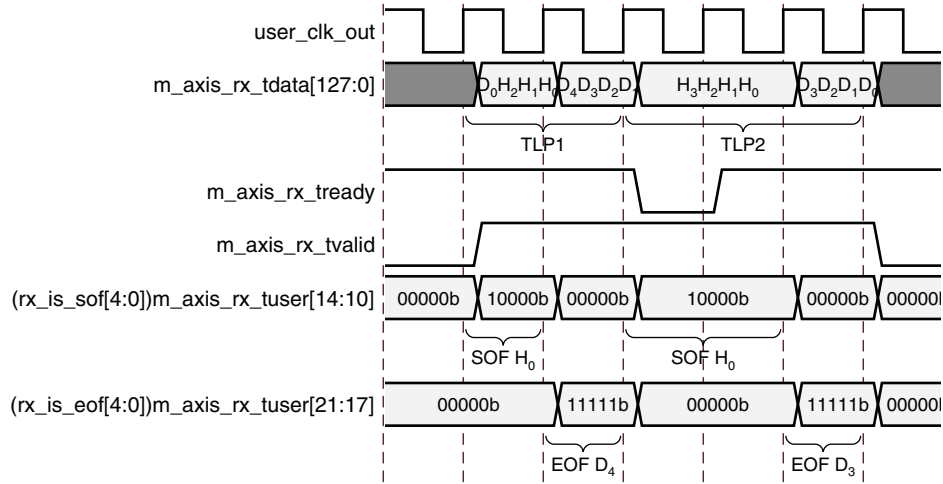 user_clk_out
m_axis_rx_tdata[127:0] D₀H₂H₁H₀ D₄D₃D₂D₁ H₃H₂H₁H₀ D₃D₂D₁D₀
TLP1 TLP2
m_axis_rx_tready
m_axis_rx_tvalid
(rx_is_sof[4:0])m_axis_rx_tuser[14:10] 00000b 10000b 00000b 10000b 00000b 00000b
SOF H₀ SOF H₀
(rx_is_eof[4:0])m_axis_rx_tuser[21:17] 00000b 11111b 00000b 11111b 00000b
EOF D₄ EOF D₃